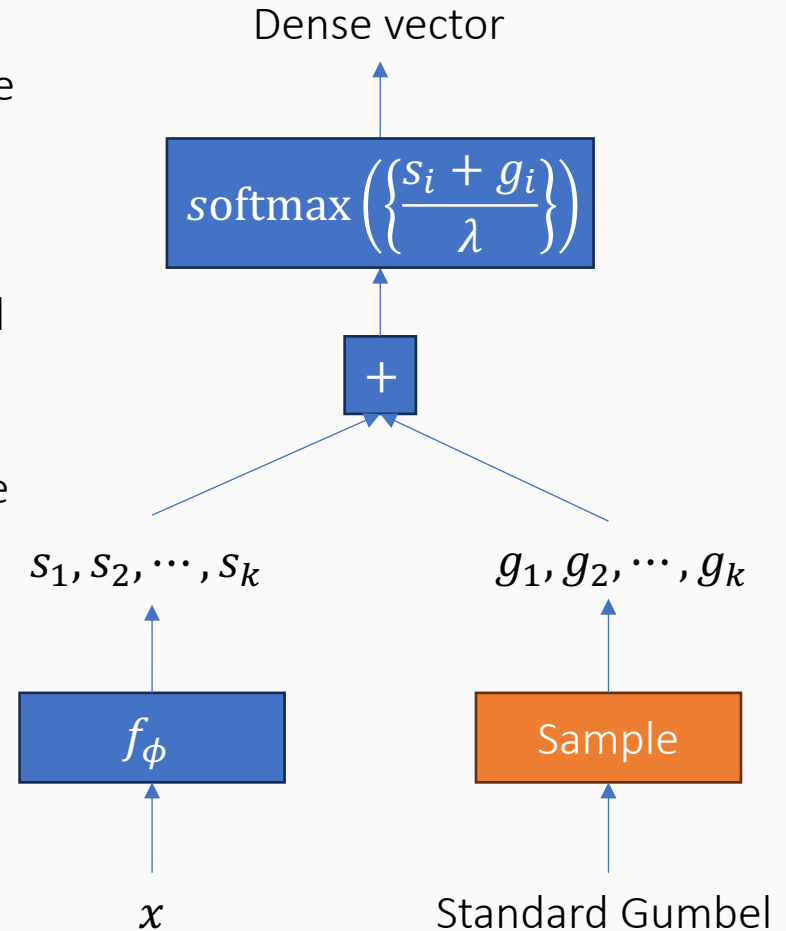 Dense vector
e
softmax({(s_i + g_i)/λ})
l
+
e
s_1, s_2, ⋯, s_k
g_1, g_2, ⋯, g_k
f_ϕ
Sample
x
Standard Gumbel